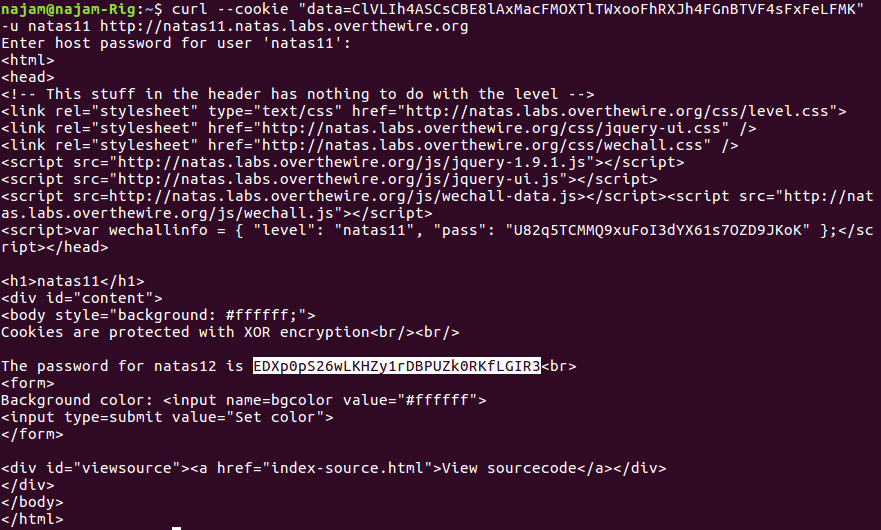 najam@najam-Rig:~$ curl --cookie "data=ClVLIh4ASCsCBE8lAxMacFMOXTlTWxooFhRXJh4FGnBTVF4sFxFeLFMK"
-u natas11 http://natas11.natas.labs.overthewire.org
Enter host password for user 'natas11':
<html>
<head>
<!-- This stuff in the header has nothing to do with the level -->
<link rel="stylesheet" type="text/css" href="http://natas.labs.overthewire.org/css/level.css">
<link rel="stylesheet" href="http://natas.labs.overthewire.org/css/jquery-ui.css" />
<link rel="stylesheet" href="http://natas.labs.overthewire.org/css/wechall.css" />
<script src="http://natas.labs.overthewire.org/js/jquery-1.9.1.js"></script>
<script src="http://natas.labs.overthewire.org/js/jquery-ui.js"></script>
<script src=http://natas.labs.overthewire.org/js/wechall-data.js></script><script src="http://nat
as.labs.overthewire.org/js/wechall.js"></script>
<script>var wechallinfo = { "level": "natas11", "pass": "U82q5TCMMQ9xuFoI3dYX61s7OZD9JKoK" };</sc
ript></head>
<h1>natas11</h1>
<div id="content">
<body style="background: #ffffff;">
Cookies are protected with XOR encryption<br/><br/>
The password for natas12 is EDXp0pS26wLKHZy1rDBPUZk0RKfLGIR3<br>
<form>
Background color: <input name=bgcolor value="#ffffff">
<input type=submit value="Set color">
</form>
<div id="viewsource"><a href="index-source.html">View sourcecode</a></div>
</div>
</body>
</html>